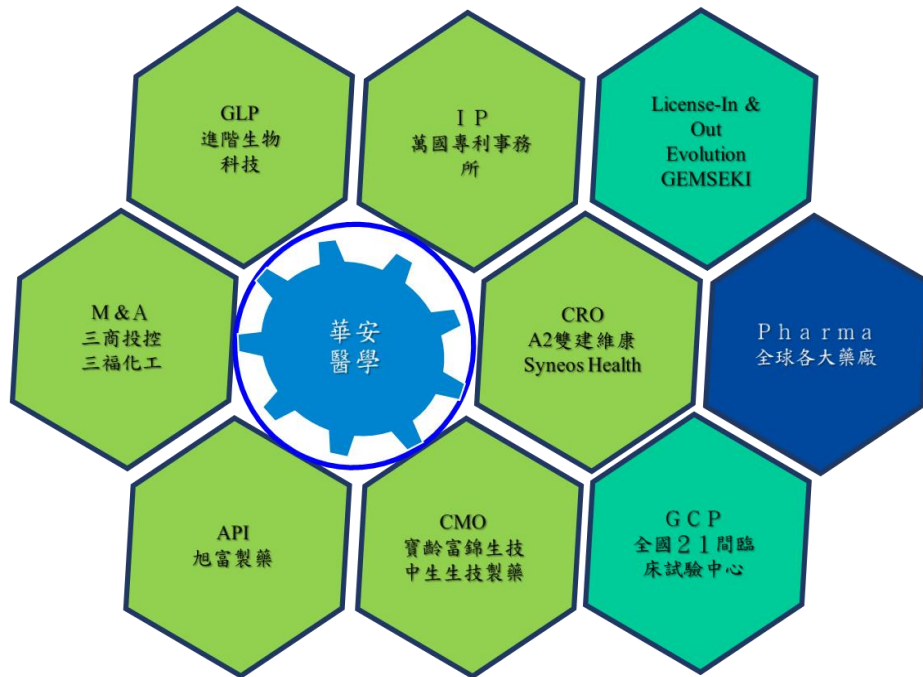 GLP
進階生物
科技
ＩＰ
萬國專利事務
所
License-In &
Out
Evolution
GEMSEKI
M & A
三商投控
三福化工
華安
醫學
CRO
A2雙建維康
Syneos Health
Ｐｈａｒｍａ
全球各大藥廠
API
旭富製藥
CMO
寶齡富錦生技
中生生技製藥
ＧＣＰ
全國２１間臨
床試驗中心